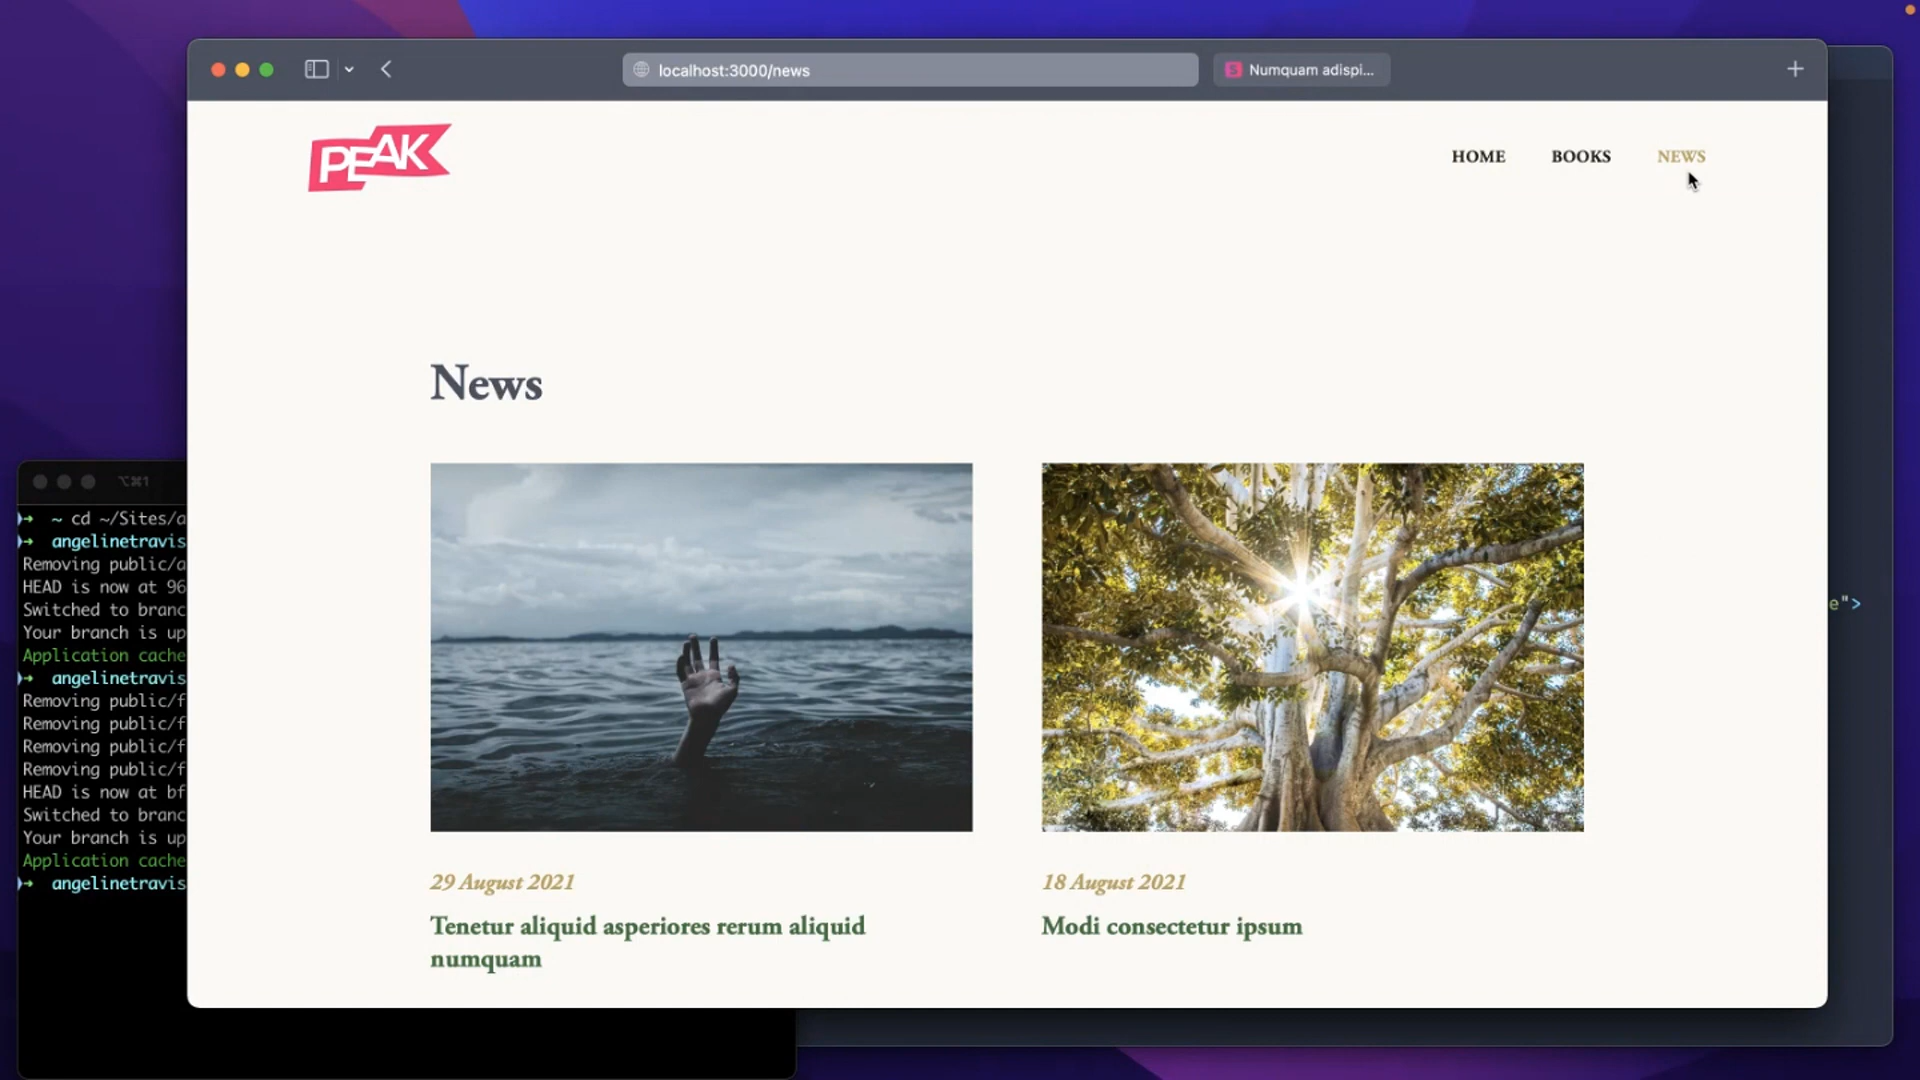 localhost:3000/news
Numquam adispi...
PEAK
HOME BOOKS NEWS
News
29 August 2021
Tenetur aliquid asperiores rerum aliquid
numquam
18 August 2021
Modi consectetur ipsum
⌥⌘1
~ cd ~/Sites/a
angelinetravis
Removing public/a
HEAD is now at 96
Switched to branc
Your branch is up
Application cache
angelinetravis
Removing public/f
Removing public/f
Removing public/f
Removing public/f
HEAD is now at bf
Switched to branc
Your branch is up
Application cache
angelinetravis
e">